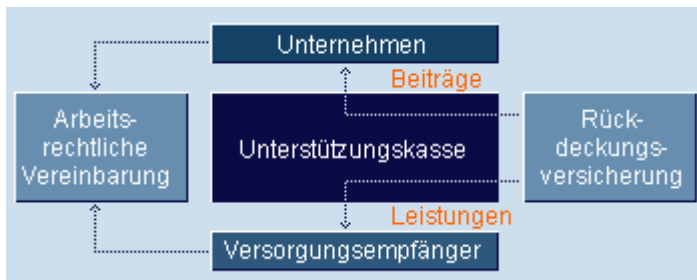 Unternehmen
Beiträge
Arbeits-
rechtliche
Vereinbarung
Unterstützungskasse
Rück-
deckungs-
versicherung
Leistungen
Versorgungsempfänger